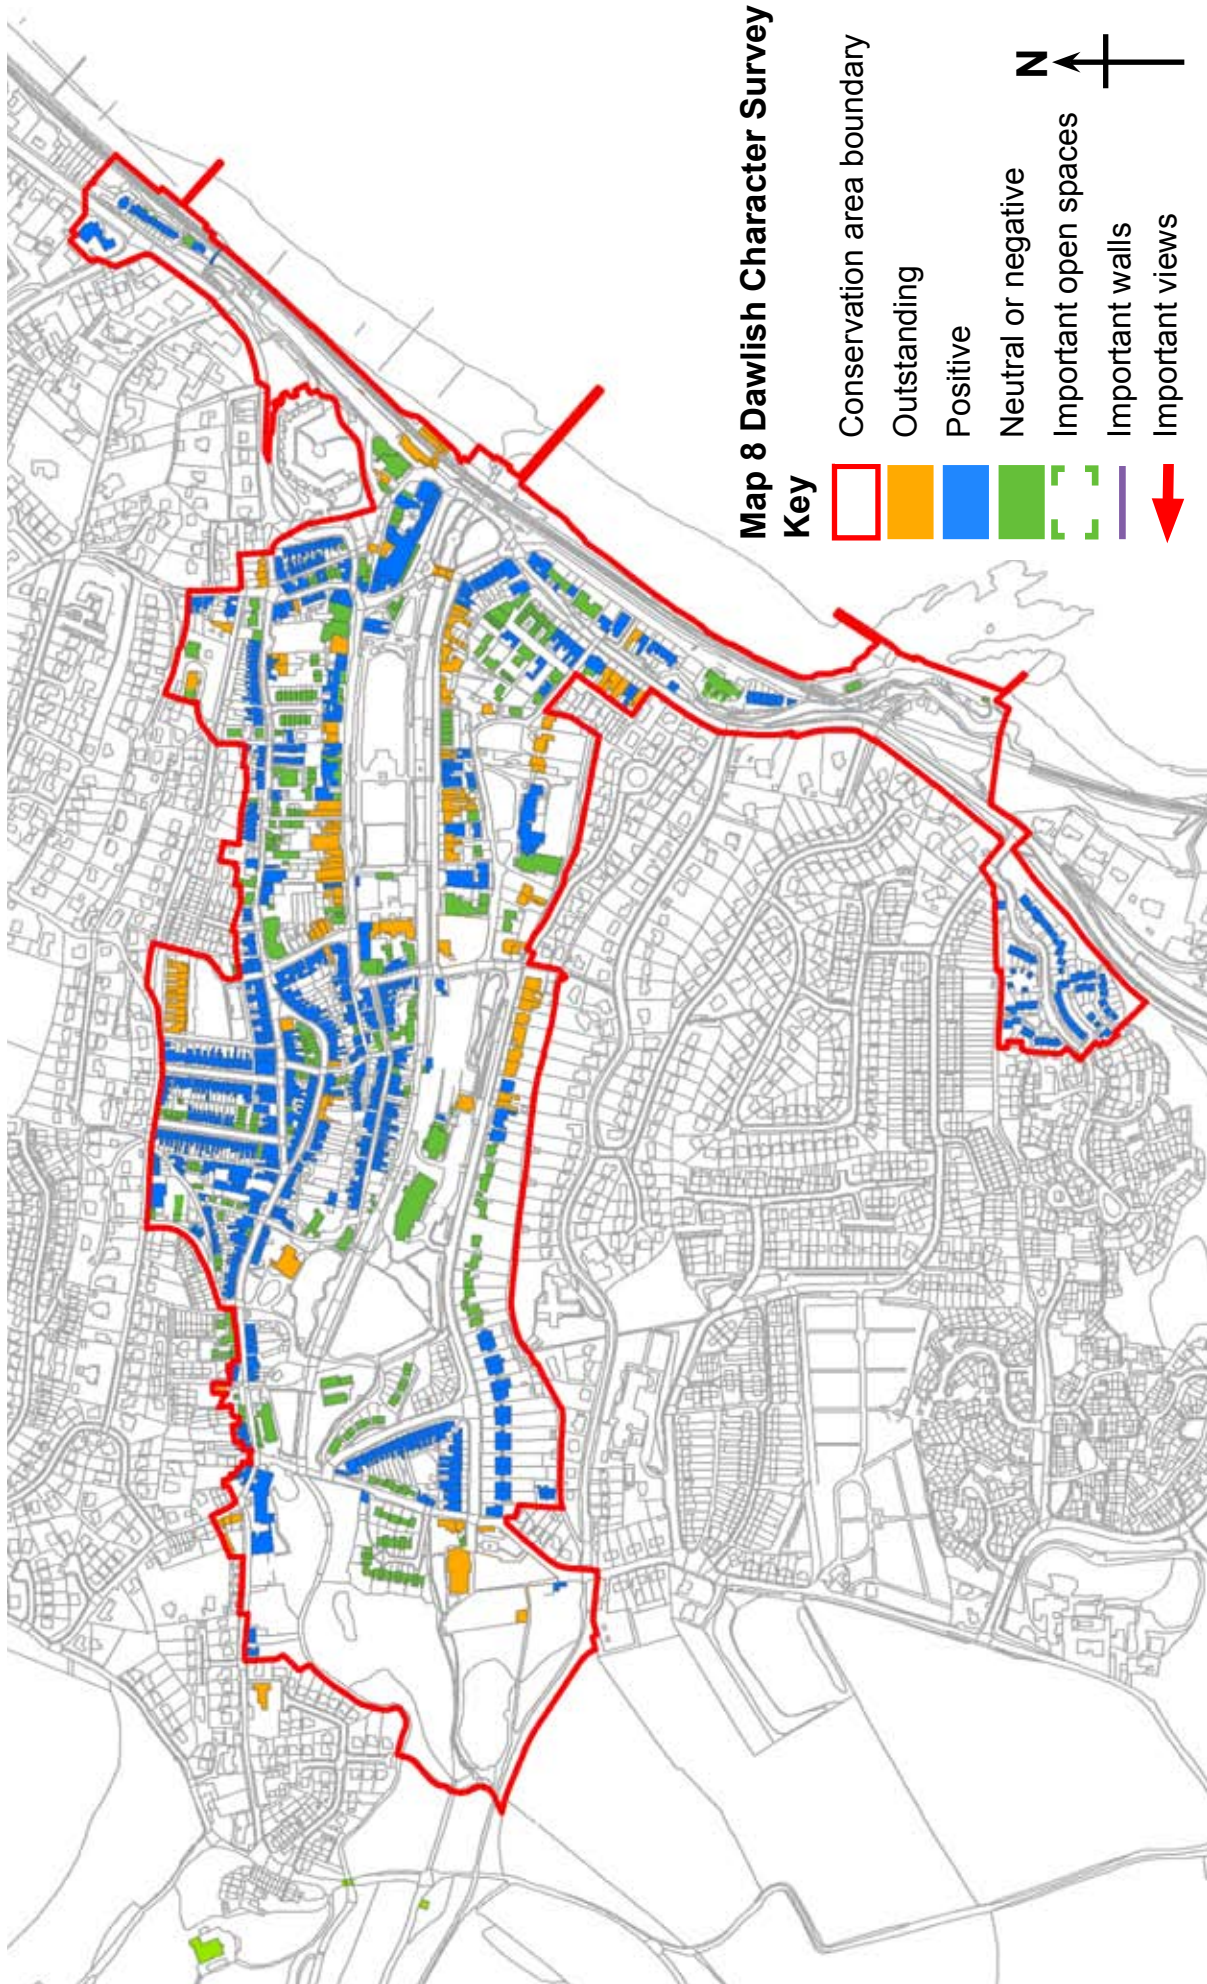 Map 8 Dawlish Character Survey
Key
Conservation area boundary
Outstanding
Positive
Neutral or negative
Important open spaces
Important walls
Important views
N